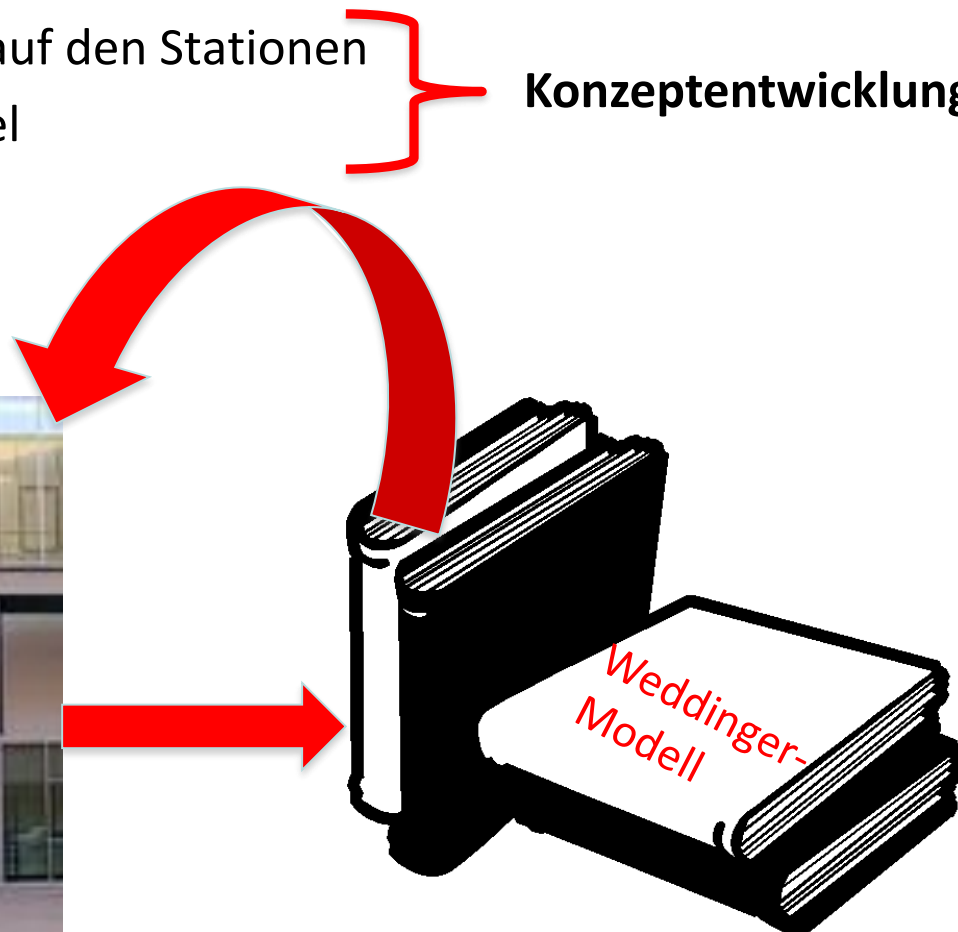 auf den Stationen
el
Konzeptentwicklung
Weddinger-
Modell